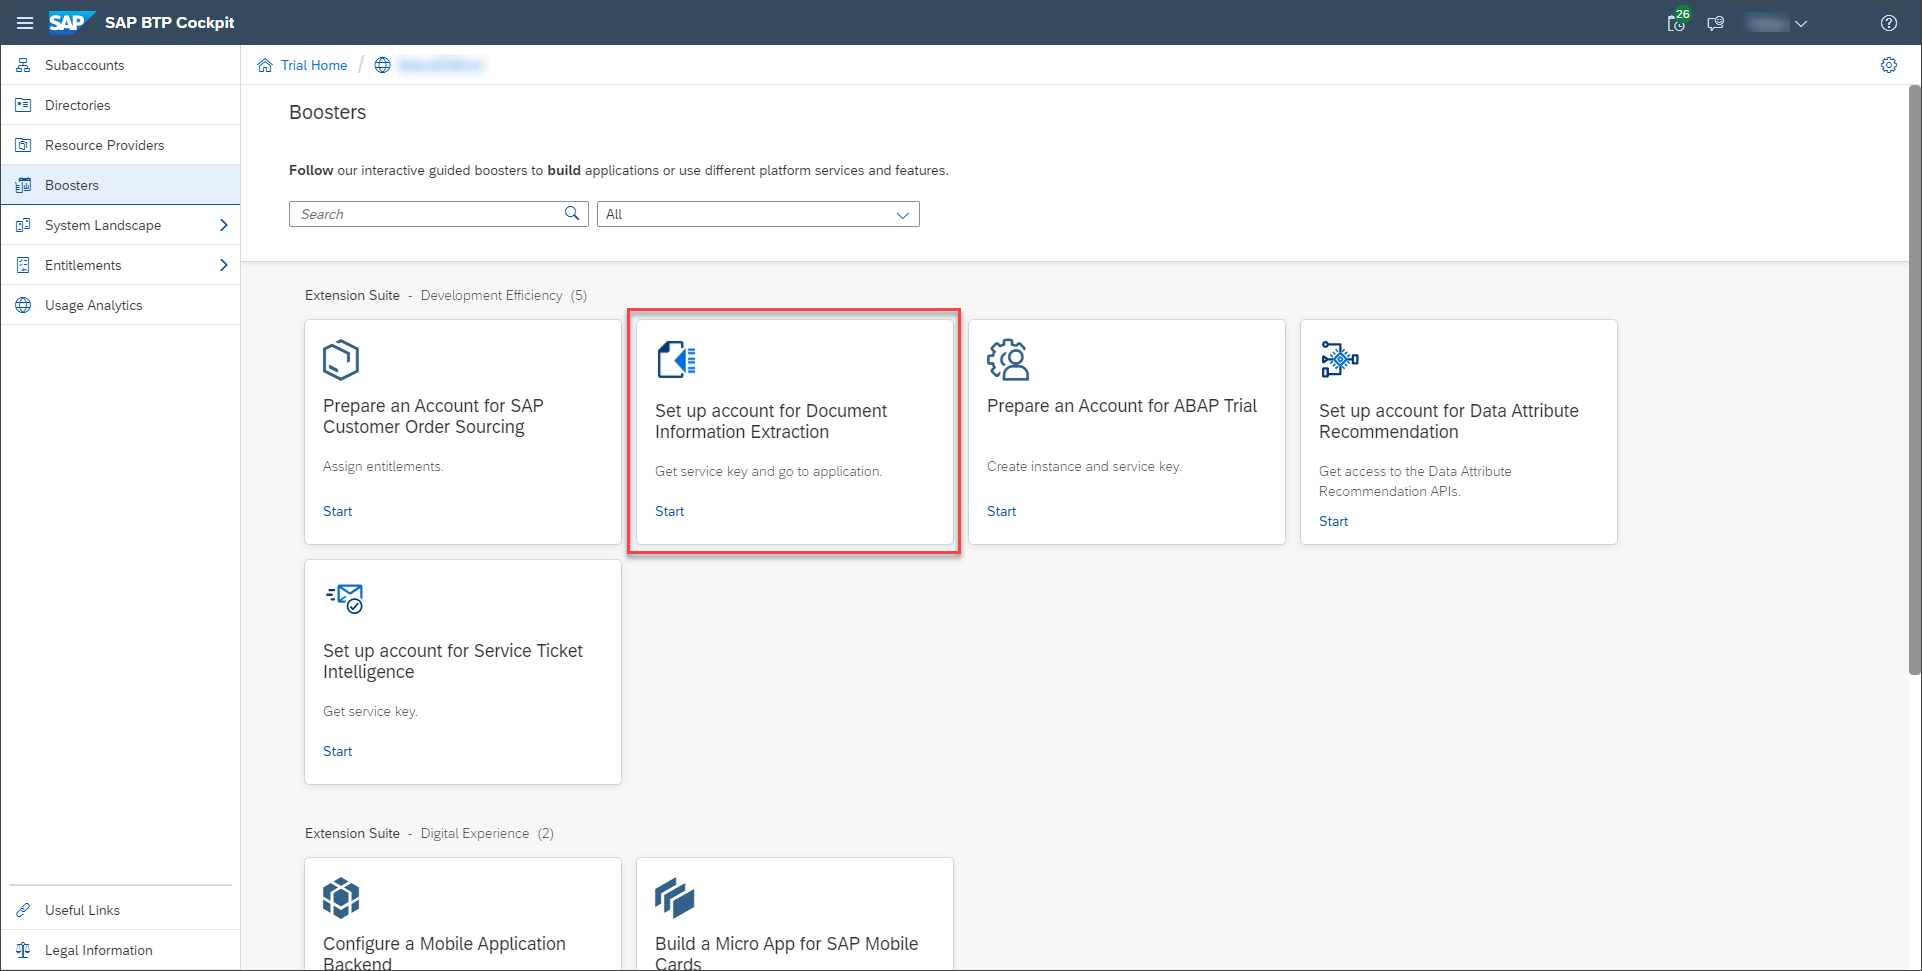 SAP SAP BTP Cockpit
26
Subaccounts
Directories
Resource Providers
Boosters
System Landscape
Entitlements
Usage Analytics
Useful Links
Legal Information
Trial Home /
Boosters
Follow our interactive guided boosters to build applications or use different platform services and features.
Search
All
Extension Suite - Development Efficiency (5)
Prepare an Account for SAP
Customer Order Sourcing
Assign entitlements.
Start
Set up account for Document
Information Extraction
Get service key and go to application.
Start
Prepare an Account for ABAP Trial
Create instance and service key.
Start
Set up account for Data Attribute
Recommendation
Get access to the Data Attribute
Recommendation APIs.
Start
Set up account for Service Ticket
Intelligence
Get service key.
Start
Extension Suite - Digital Experience (2)
Configure a Mobile Application
Backend
Build a Micro App for SAP Mobile
Cards